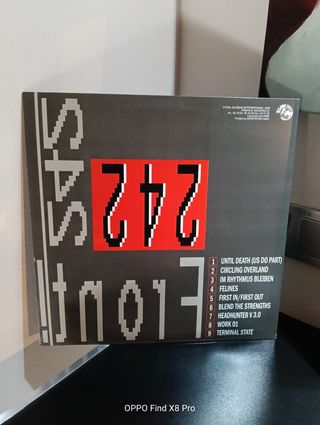 Front
242
1 UNTIL DEATH (US DO PART)
2 CIRCLING OVERLAND
3 IM RHYTHMUS BLEIBEN
4 FELINES
5 FIRST IN/FIRST OUT
6 BLEND THE STRENGTHS
7 HEADHUNTER V 3.0
8 WORK 01
9 TERMINAL STATE
OPPO Find X8 Pro